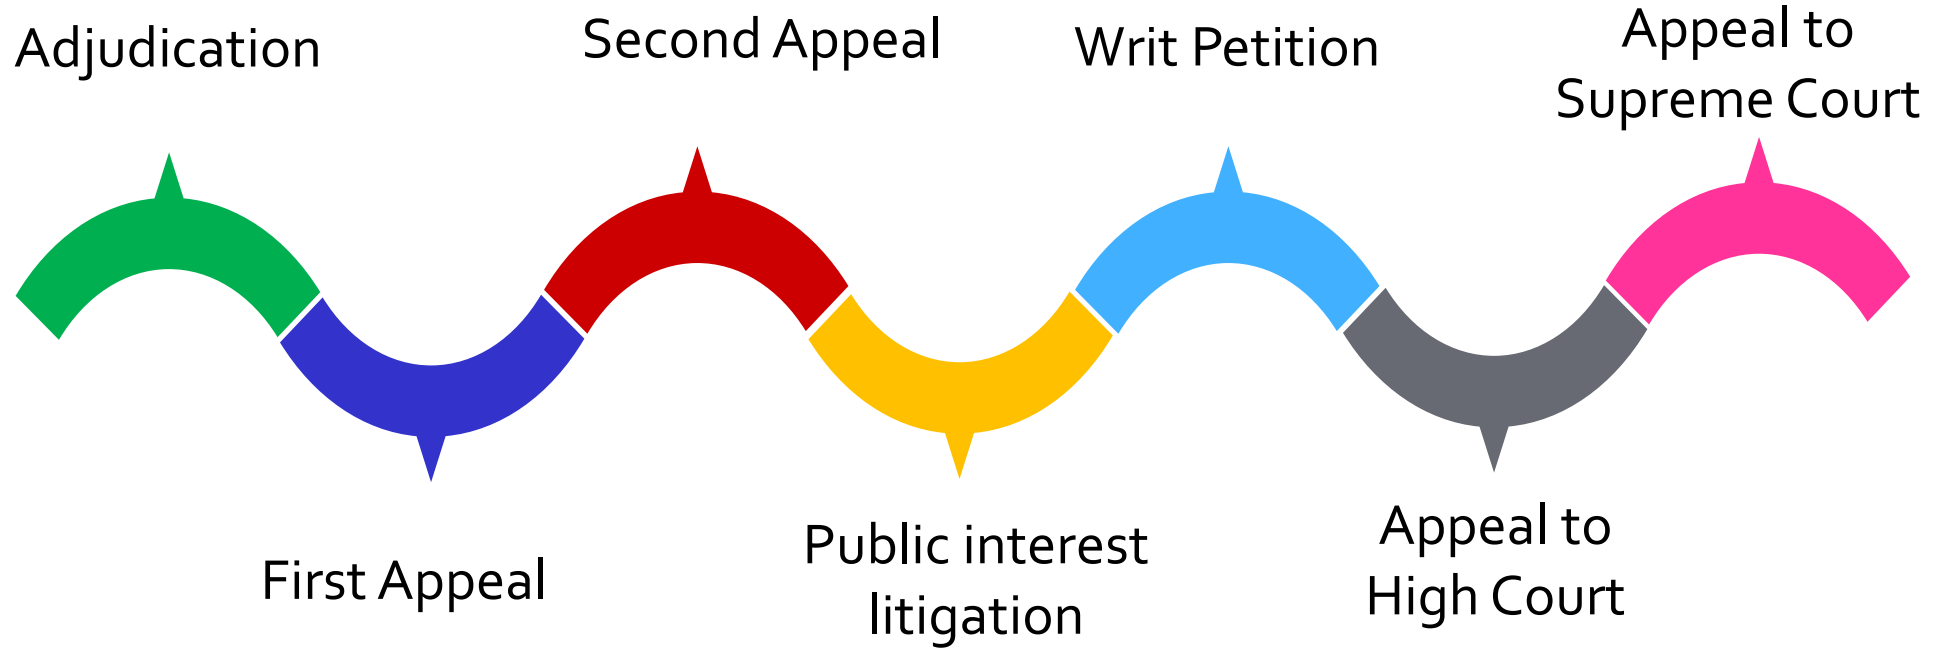 Adjudication
First Appeal
Second Appeal
Public interest
litigation
Writ Petition
Appeal to
High Court
Appeal to
Supreme Court